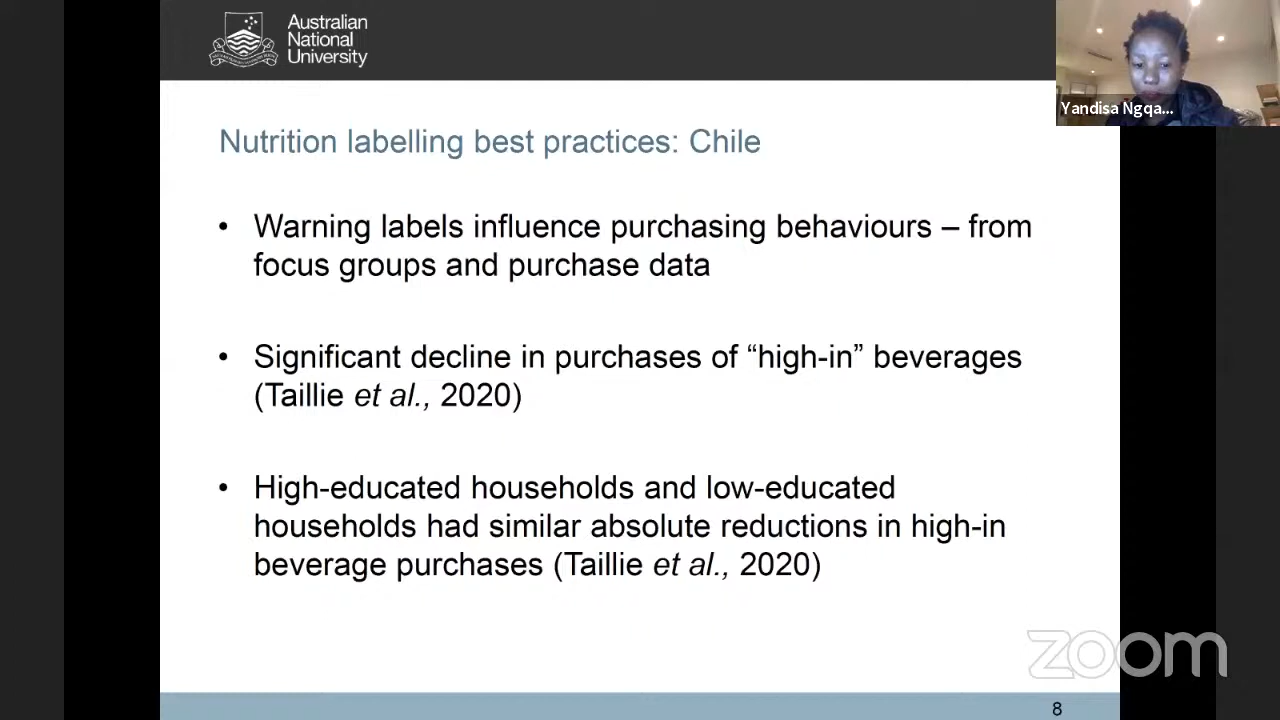 Australian
National
University
Yandisa Ngqa...
Nutrition labelling best practices: Chile
• Warning labels influence purchasing behaviours – from
focus groups and purchase data
• Significant decline in purchases of “high-in” beverages
(Taillie et al., 2020)
• High-educated households and low-educated
households had similar absolute reductions in high-in
beverage purchases (Taillie et al., 2020)
zoom
8